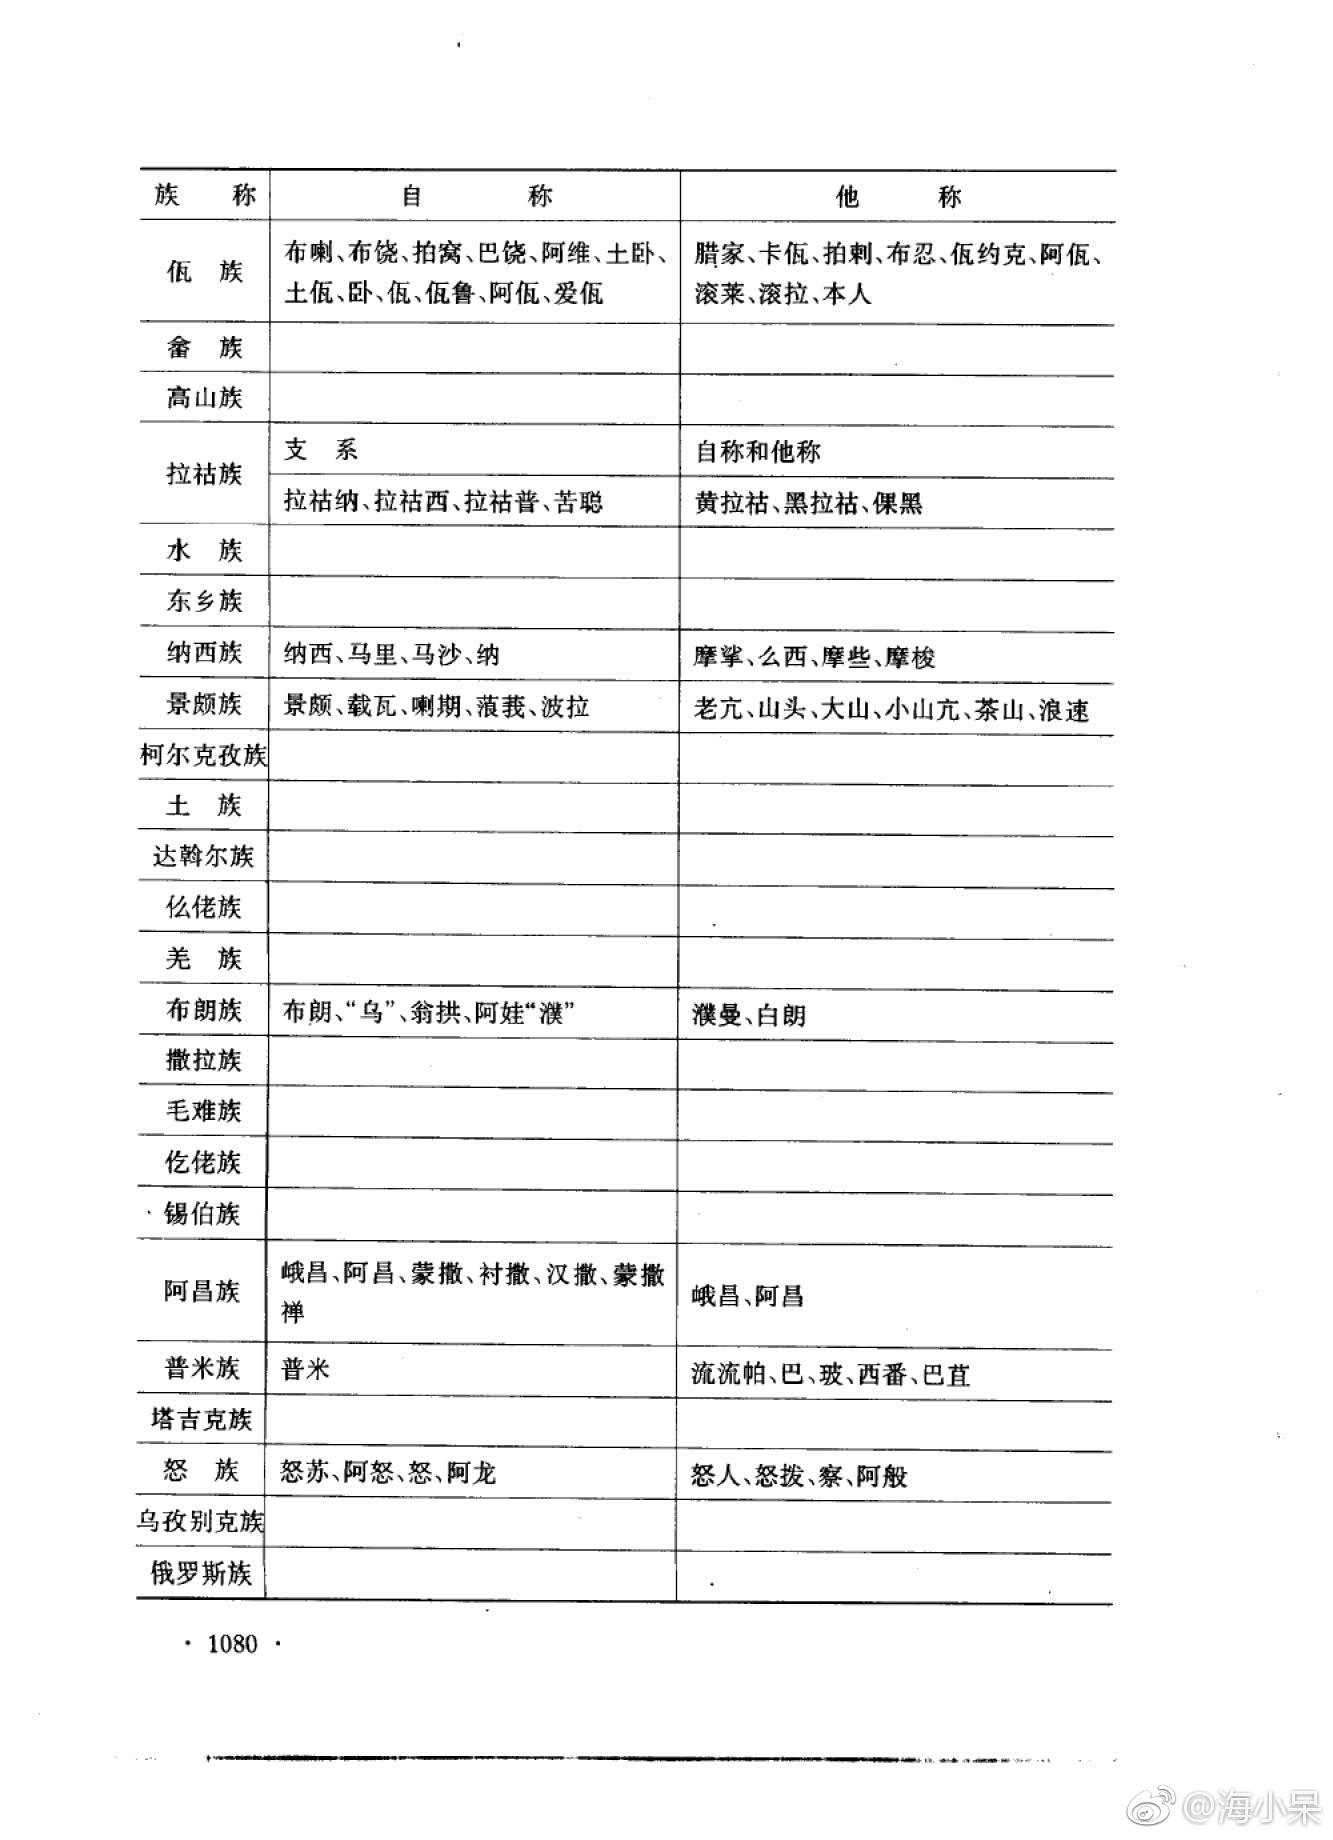 族 称 自 称 他 称
佤 族 布喇、布饶、拍窝、巴饶、阿维、土卧、 腊家、卡佤、拍剌、布忍、佤约克、阿佤、
土佤、卧、佤、佤鲁、阿佤、爱佤 滚莱、滚拉、本人
畲 族
高山族
拉祜族 支 系 自称和他称
拉祜纳、拉祜西、拉祜普、苦聪 黄拉祜、黑拉祜、倮黑
水 族
东乡族
纳西族 纳西、马里、马沙、纳 摩挲、么西、摩些、摩梭
景颇族 景颇、载瓦、喇期、蒗莪、波拉 老亢、山头、大山、小山亢、茶山、浪速
柯尔克孜族
土 族
达斡尔族
仫佬族
羌 族
布朗族 布朗、“乌”、翁拱、阿娃“濮” 濮曼、白朗
撒拉族
毛难族
仡佬族
锡伯族
阿昌族 峨昌、阿昌、蒙撒、衬撒、汉撒、蒙撒 峨昌、阿昌
禅
普米族 普米 流流帕、巴、玻、西番、巴苴
塔吉克族
怒 族 怒苏、阿怒、怒、阿龙 怒人、怒拨、察、阿般
乌孜别克族
俄罗斯族
· 1080 ·
@海小呆